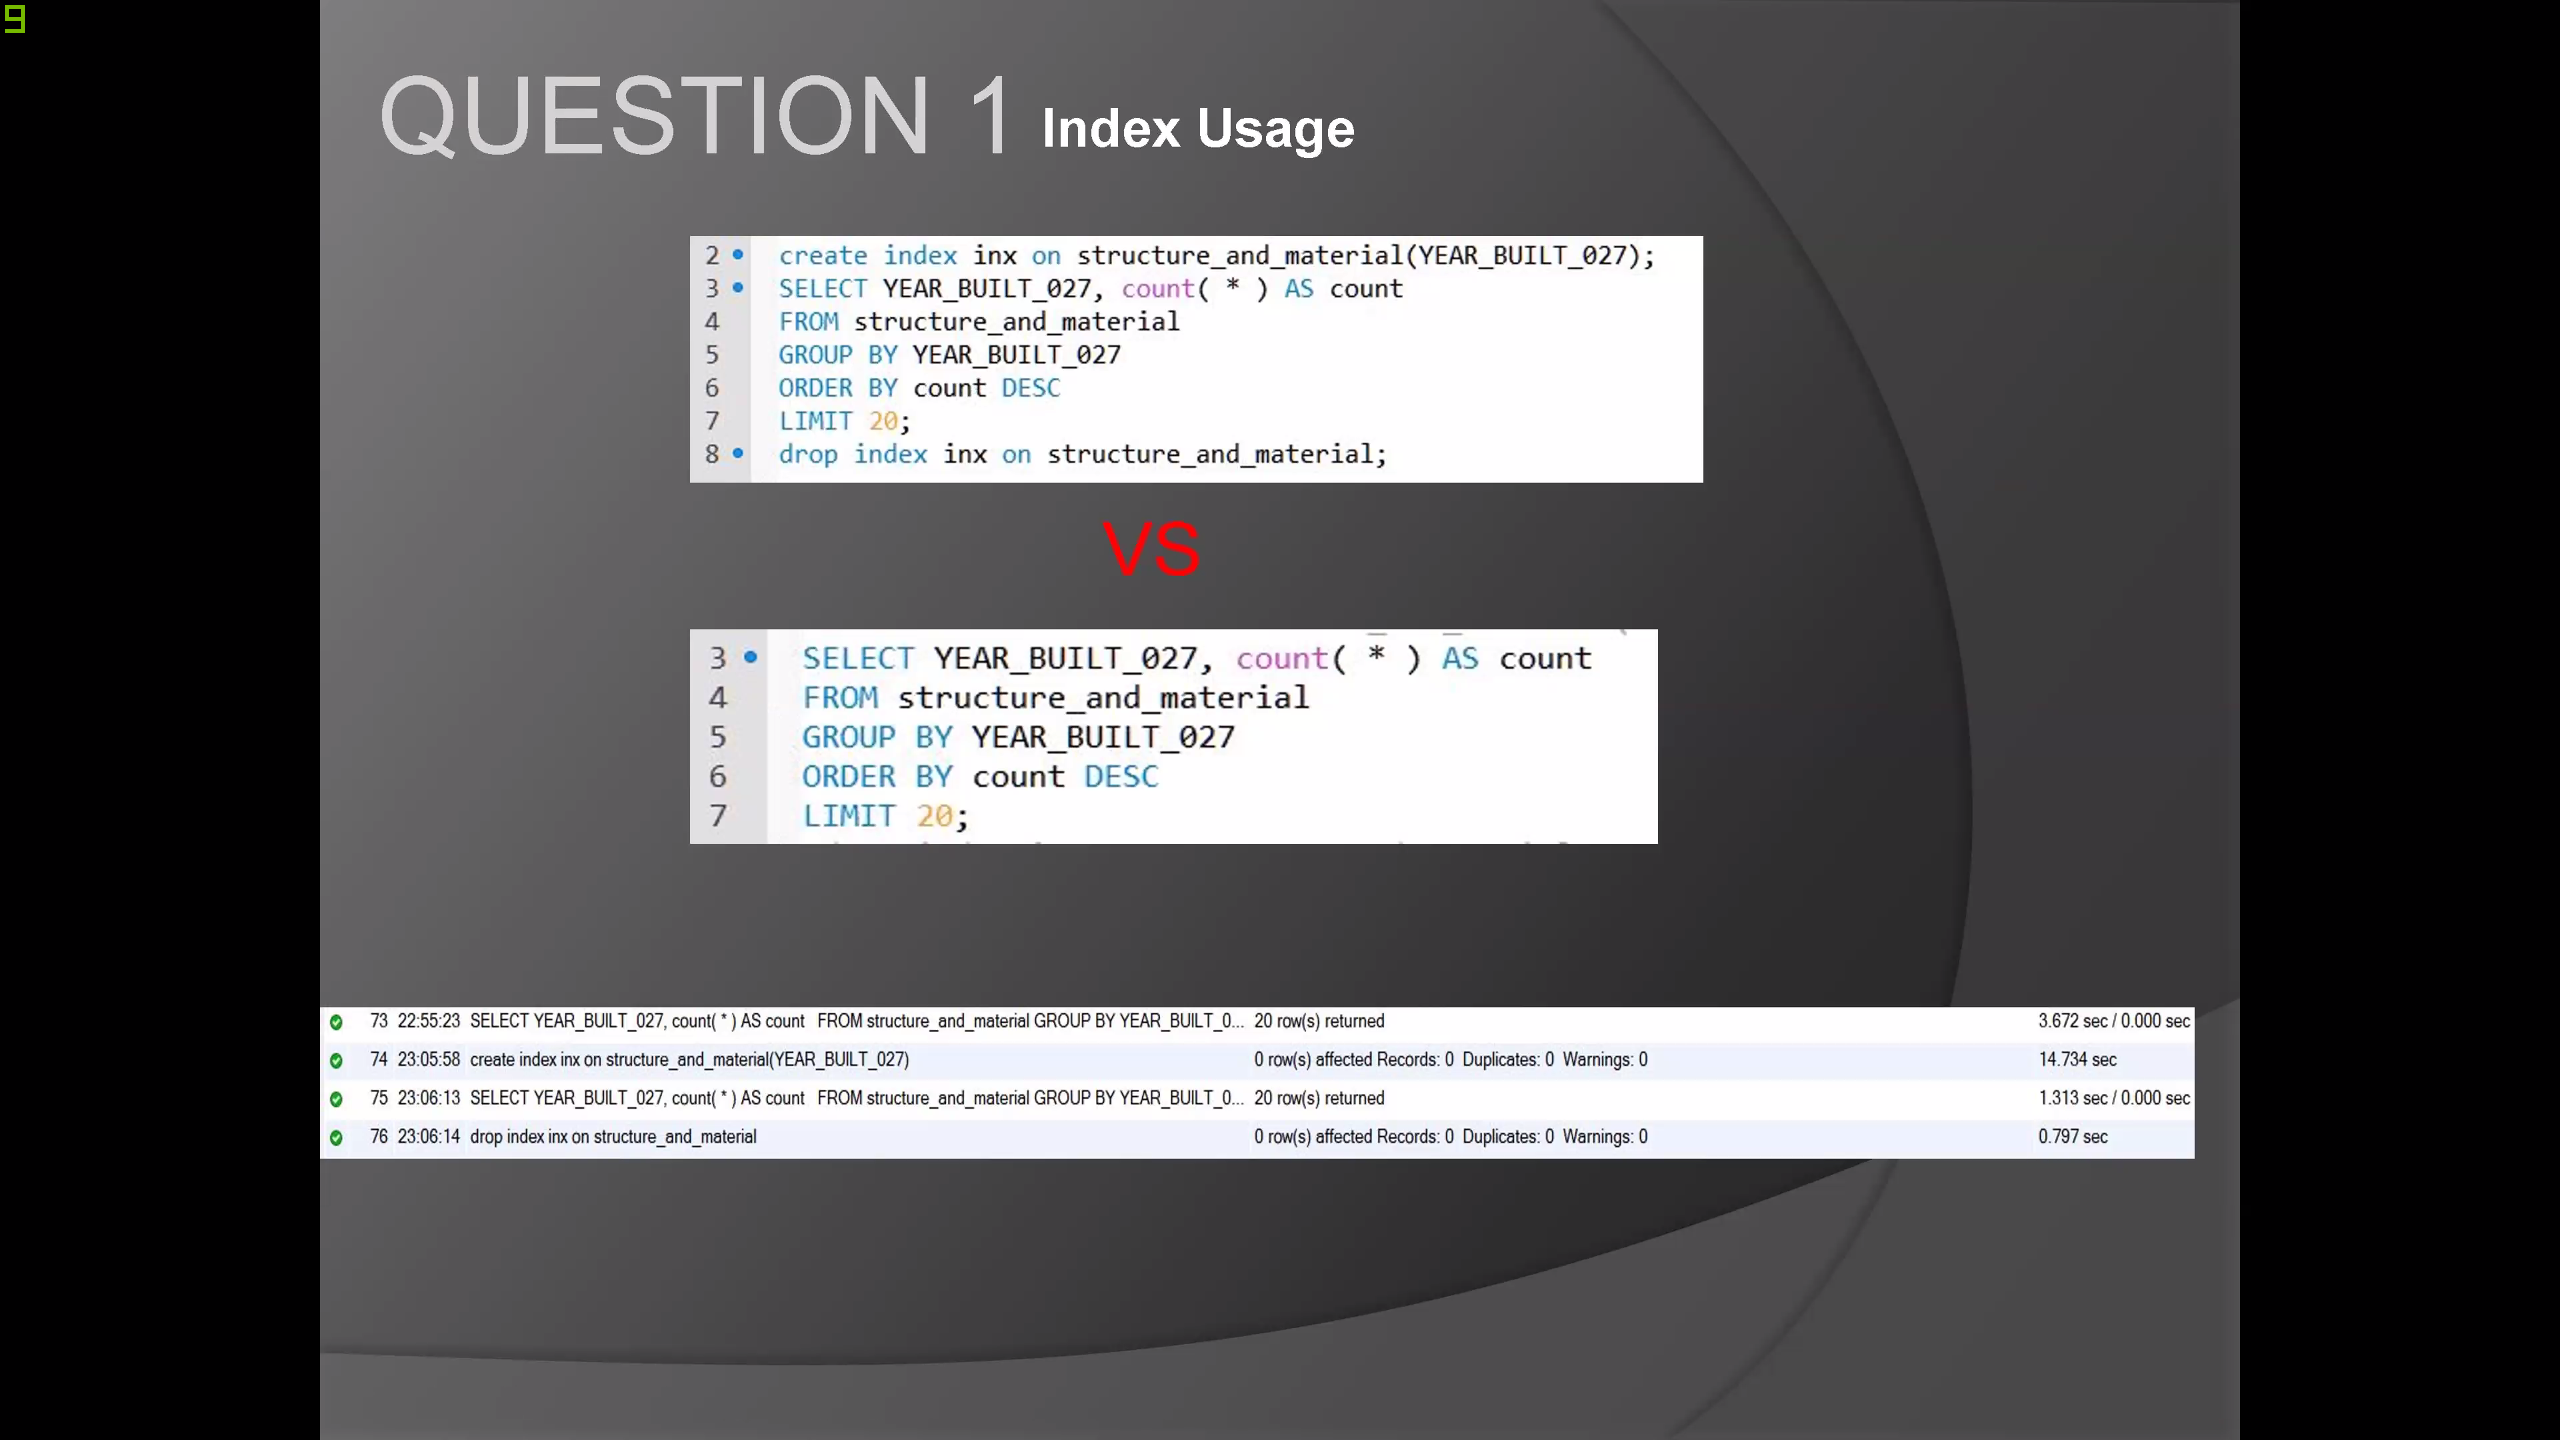 9
QUESTION 1 Index Usage
2 create index inx on structure_and_material(YEAR_BUILT_027);
3 SELECT YEAR_BUILT_027, count( * ) AS count
4 FROM structure_and_material
5 GROUP BY YEAR_BUILT_027
6 ORDER BY count DESC
7 LIMIT 20;
8 drop index inx on structure_and_material;
VS
3 SELECT YEAR_BUILT_027, count( * ) AS count
4 FROM structure_and_material
5 GROUP BY YEAR_BUILT_027
6 ORDER BY count DESC
7 LIMIT 20;
73 22:55:23 SELECT YEAR_BUILT_027, count( * ) AS count FROM structure_and_material GROUP BY YEAR_BUILT_0... 20 row(s) returned 3.672 sec / 0.000 sec
74 23:05:58 create index inx on structure_and_material(YEAR_BUILT_027) 0 row(s) affected Records: 0 Duplicates: 0 Warnings: 0 14.734 sec
75 23:06:13 SELECT YEAR_BUILT_027, count( * ) AS count FROM structure_and_material GROUP BY YEAR_BUILT_0... 20 row(s) returned 1.313 sec / 0.000 sec
76 23:06:14 drop index inx on structure_and_material 0 row(s) affected Records: 0 Duplicates: 0 Warnings: 0 0.797 sec